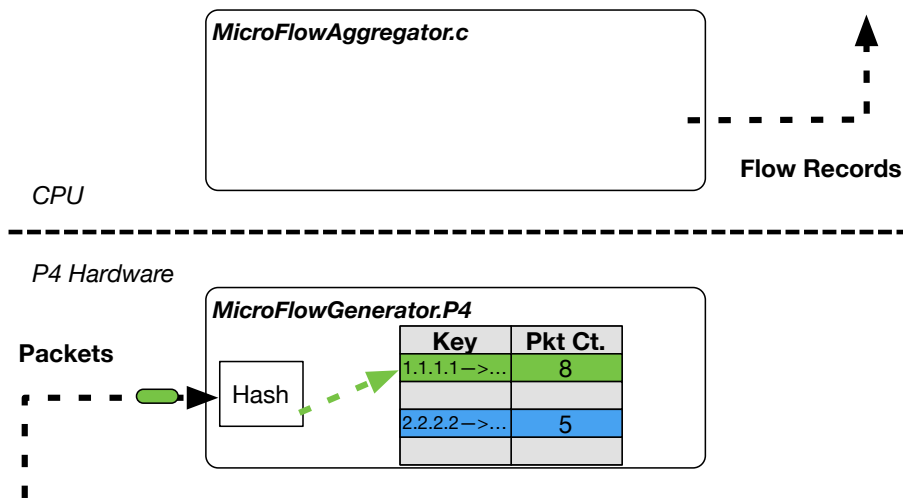 MicroFlowAggregator.c
Flow Records
CPU
P4 Hardware
MicroFlowGenerator.P4
Packets
Hash
Key Pkt Ct.
1.1.1.1—>... 8
2.2.2.2—>... 5